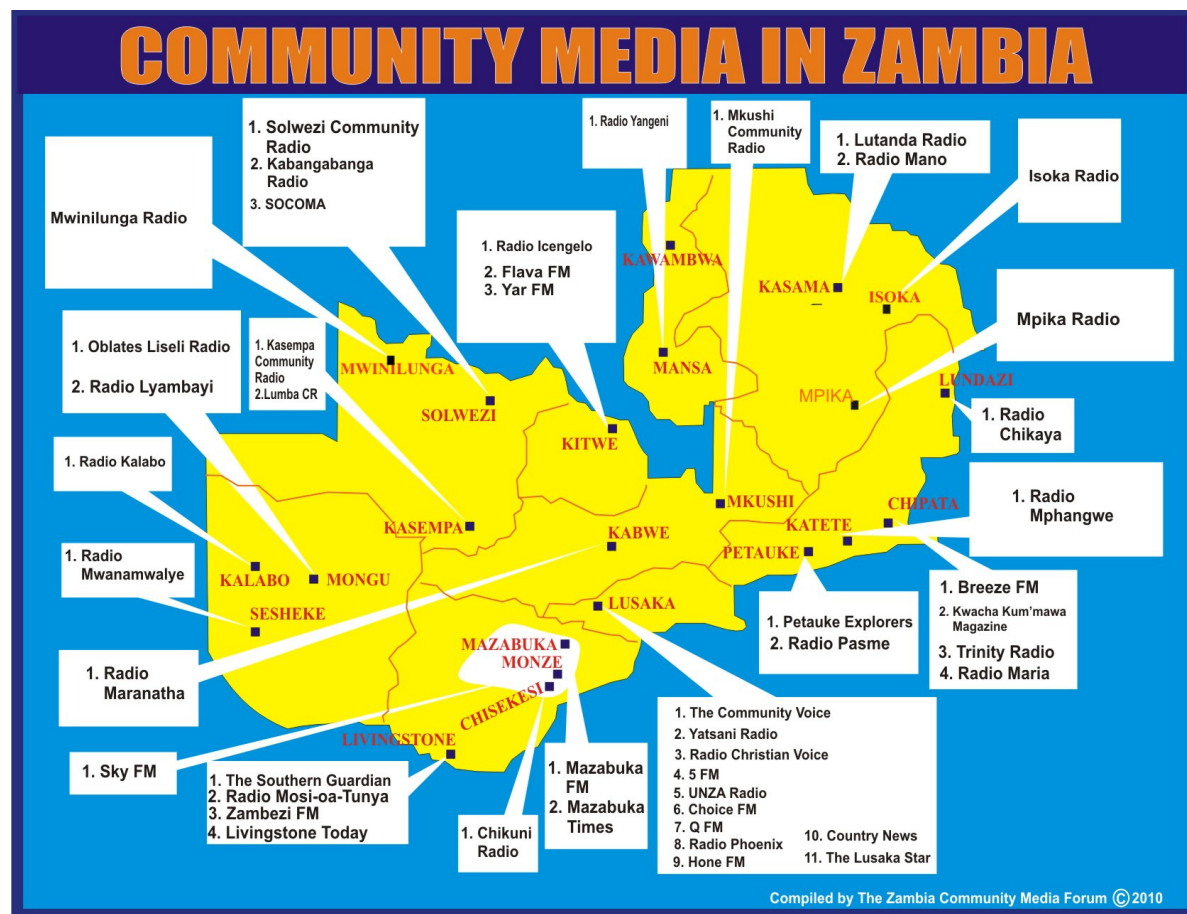 COMMUNITY MEDIA IN ZAMBIA
Mwinilunga Radio
1. Solwezi Community
Radio
2. Kabangabanga
Radio
3. SOCOMA
1. Radio Icengelo
2. Flava FM
3. Yar FM
1. Radio Yangeni
1. Mkushi
Community
Radio
1. Lutanda Radio
2. Radio Mano
Isoka Radio
Mpika Radio
1. Oblates Liseli Radio
2. Radio Lyambayi
1. Kasempa
Community
Radio
2.Lumba CR
1. Radio Kalabo
1. Radio
Mwanamwalye
1. Radio
Maranatha
1. Sky FM
1. The Southern Guardian
2. Radio Mosi-oa-Tunya
3. Zambezi FM
4. Livingstone Today
1. Chikuni
Radio
1. Mazabuka
FM
2. Mazabuka
Times
1. The Community Voice
2. Yatsani Radio
3. Radio Christian Voice
4. 5 FM
5. UNZA Radio
6. Choice FM
7. Q FM
8. Radio Phoenix
9. Hone FM
10. Country News
11. The Lusaka Star
1. Petauke Explorers
2. Radio Pasme
1. Breeze FM
2. Kwacha Kum'mawa
Magazine
3. Trinity Radio
4. Radio Maria
1. Radio
Mphangwe
1. Radio
Chikaya
KAWAMBWA
KASAMA
ISOKA
MWINILUNGA
MANSA
LUNDAZI
MPIKA
SOLWEZI
KITWE
MKUSHI
CHIPATA
KASEMPA
KABWE
KATETE
PETAUKE
KALABO
MONGU
SESHEKE
LUSAKA
MAZABUKA
MONZE
CHISEKESI
LIVINGSTONE
Compiled by The Zambia Community Media Forum © 2010